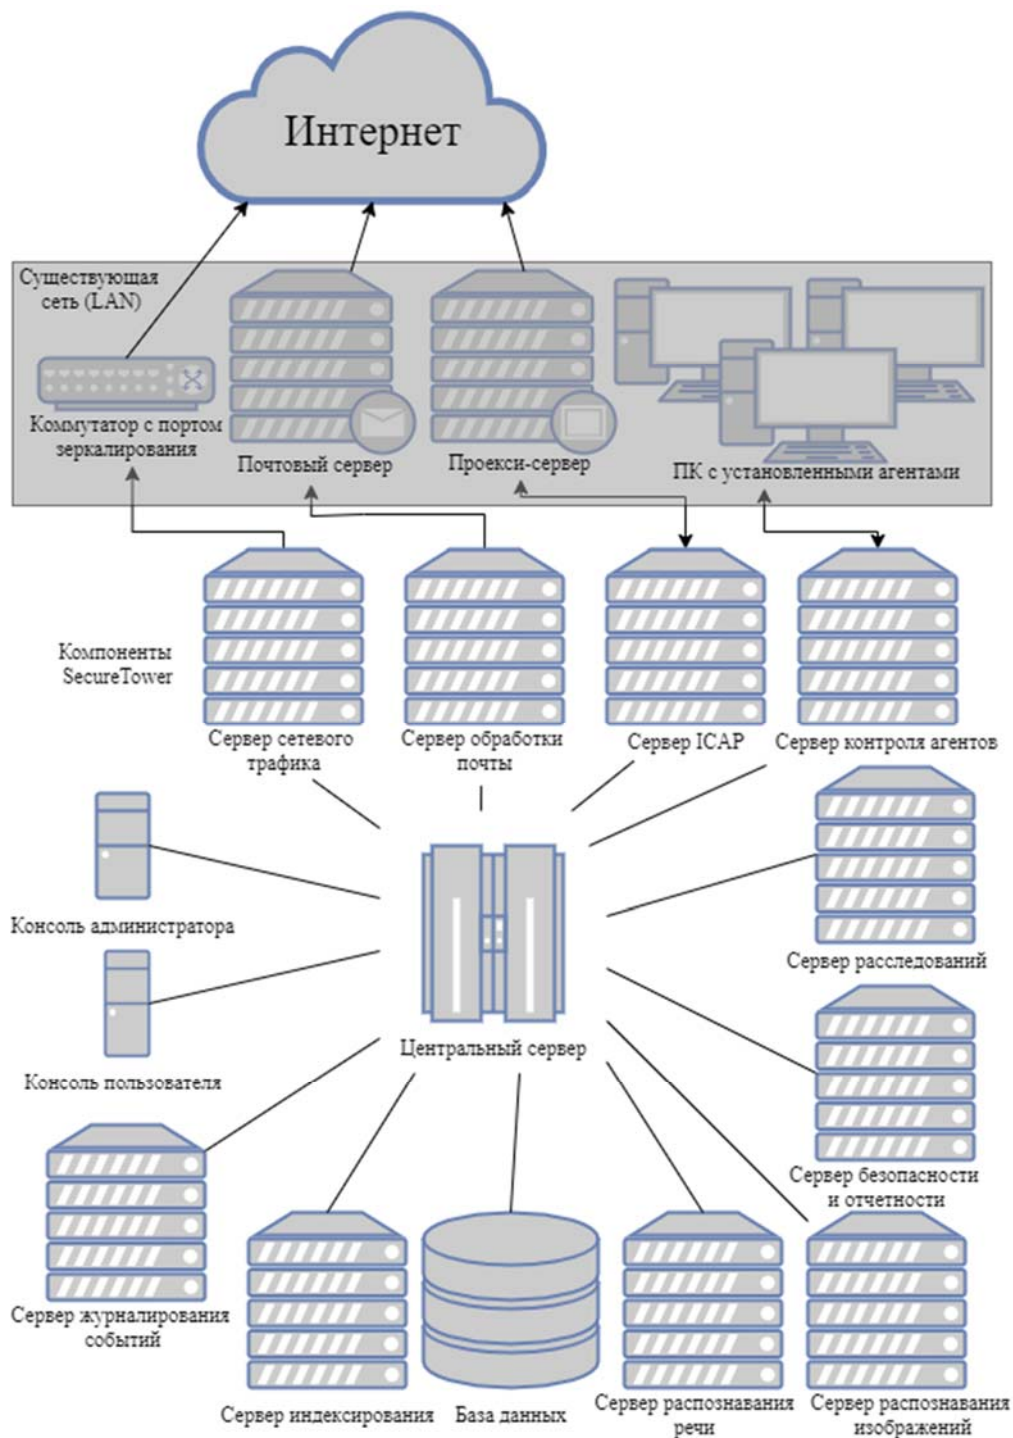 Интернет
Существующая
сеть (LAN)
Коммутатор с портом
зеркалирования
Почтовый сервер
Проекси-сервер
ПК с установленными агентами
Компоненты
SecureTower
Сервер сетевого
трафика
Сервер обработки
почты
Сервер ICAP
Сервер контроля агентов
Консоль администратора
Сервер расследований
Консоль пользователя
Центральный сервер
Сервер безопасности
и отчетности
Сервер журналирования
событий
Сервер индексирования
База данных
Сервер распознавания
речи
Сервер распознавания
изображений